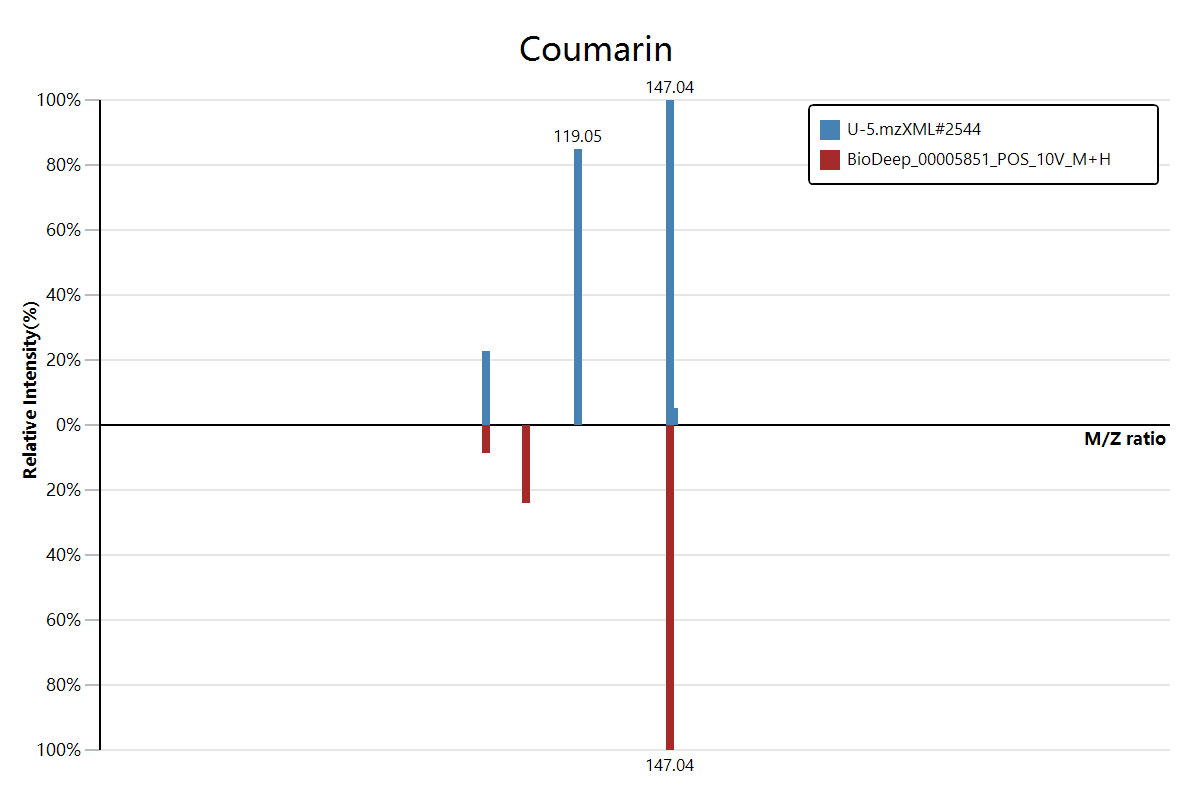 Coumarin
147.04
119.05
U-5.mzXML#2544
BioDeep_00005851_POS_10V_M+H
100%
80%
60%
40%
20%
0%
20%
40%
60%
80%
100%
Relative Intensity(%)
M/Z ratio
147.04